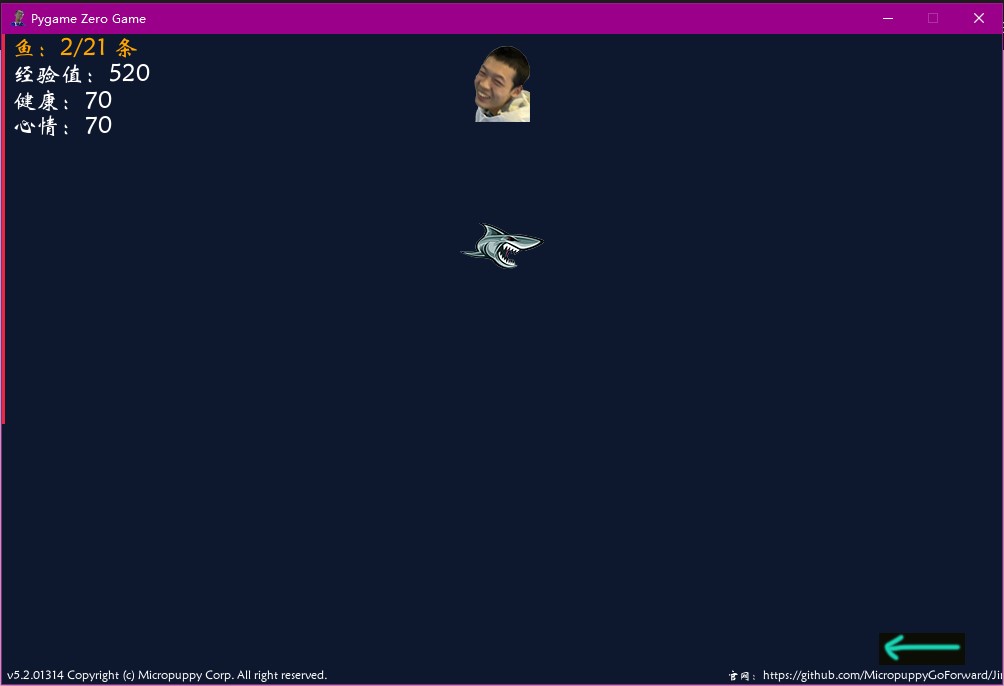 Pygame Zero Game
鱼：2/21 条
经验值：520
健康：70
心情：70
v5.2.01314 Copyright (c) Micropuppy Corp. All right reserved.
官网：https://github.com/MicropuppyGoForward/Ji